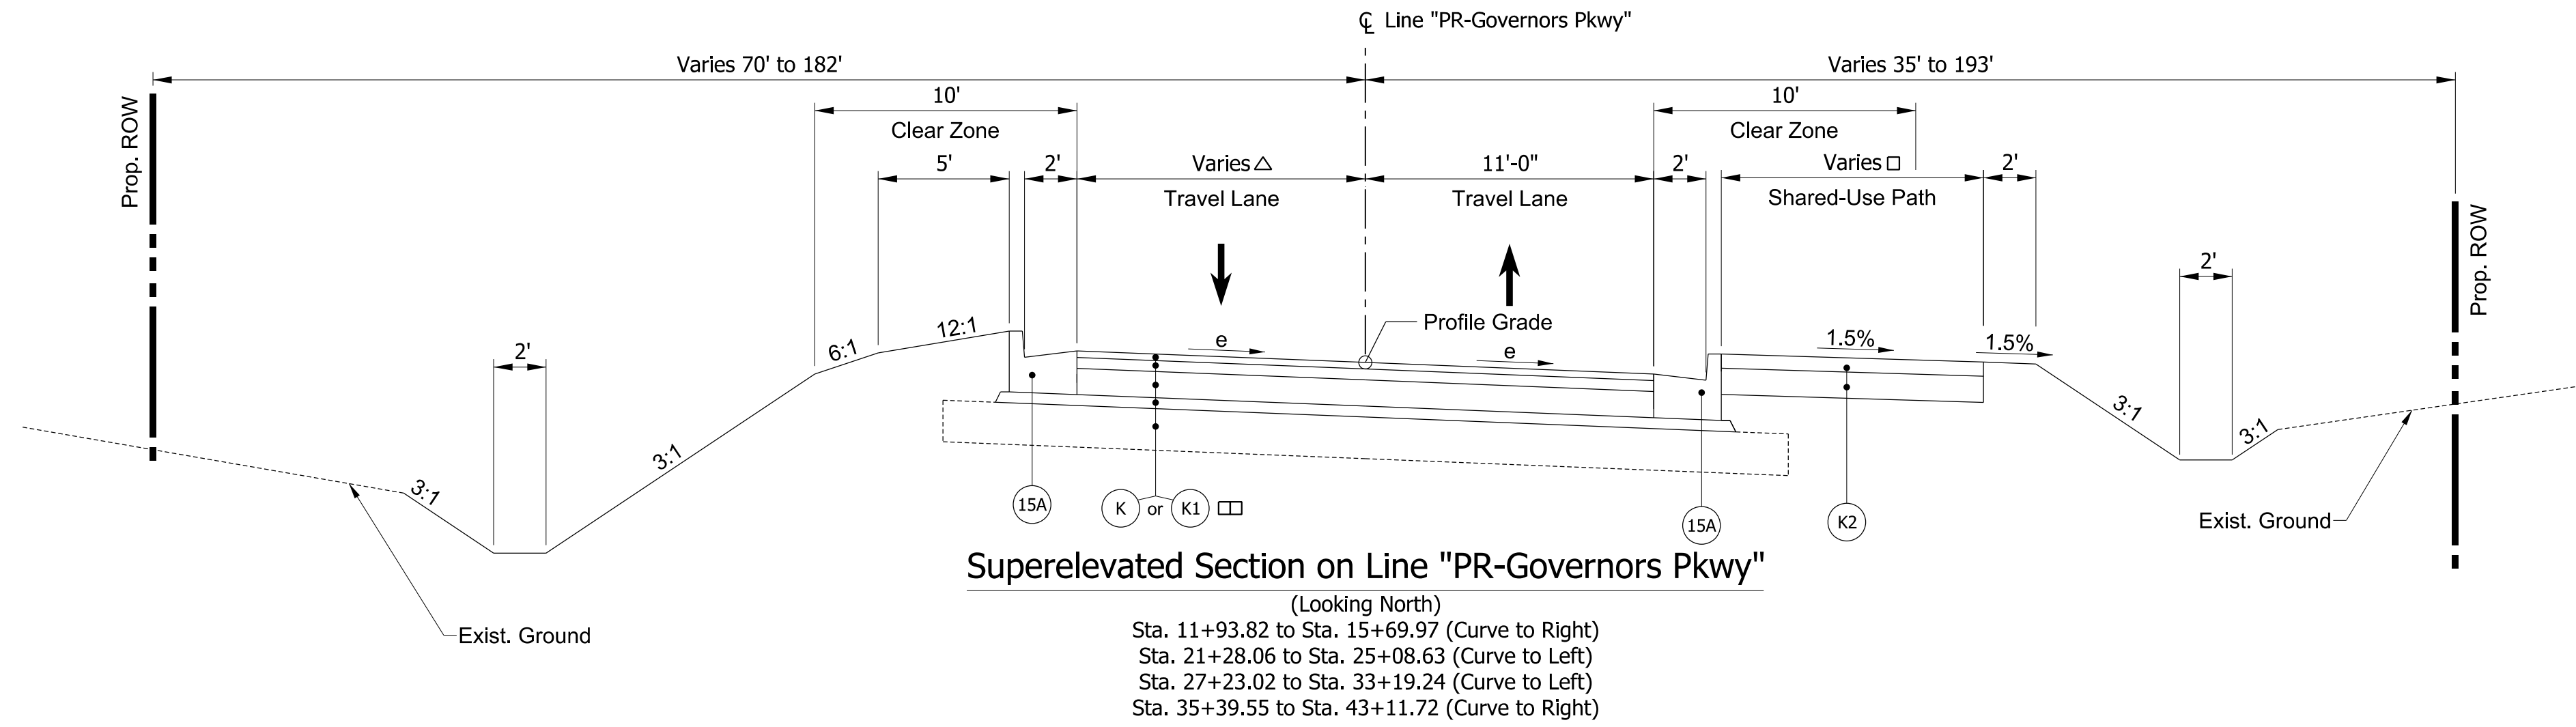 ℄ Line "PR-Governors Pkwy"
Varies 70' to 182'
Varies 35' to 193'
Prop. ROW
10'
Clear Zone
10'
Clear Zone
5'
2'
Varies △
Travel Lane
11'-0"
Travel Lane
2'
Varies □
Shared-Use Path
2'
Prop. ROW
2'
2'
Profile Grade
12:1
6:1
e
e
1.5%
1.5%
3:1
3:1
3:1
3:1
15A
K or K1
15A
K2
Exist. Ground
Exist. Ground
Superelevated Section on Line "PR-Governors Pkwy"
(Looking North)
Sta. 11+93.82 to Sta. 15+69.97 (Curve to Right)
Sta. 21+28.06 to Sta. 25+08.63 (Curve to Left)
Sta. 27+23.02 to Sta. 33+19.24 (Curve to Left)
Sta. 35+39.55 to Sta. 43+11.72 (Curve to Right)